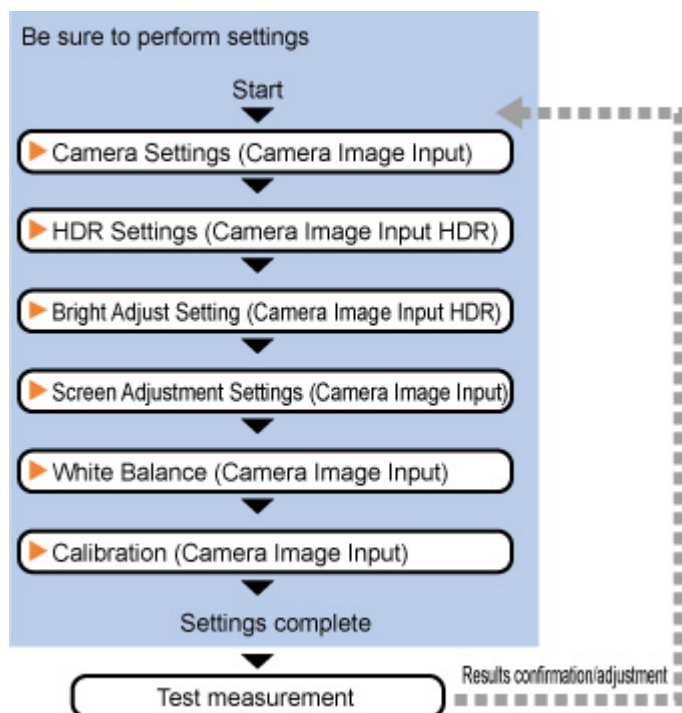 Be sure to perform settings
Start
Camera Settings (Camera Image Input)
HDR Settings (Camera Image Input HDR)
Bright Adjust Setting (Camera Image Input HDR)
Screen Adjustment Settings (Camera Image Input)
White Balance (Camera Image Input)
Calibration (Camera Image Input)
Settings complete
Results confirmation/adjustment
Test measurement